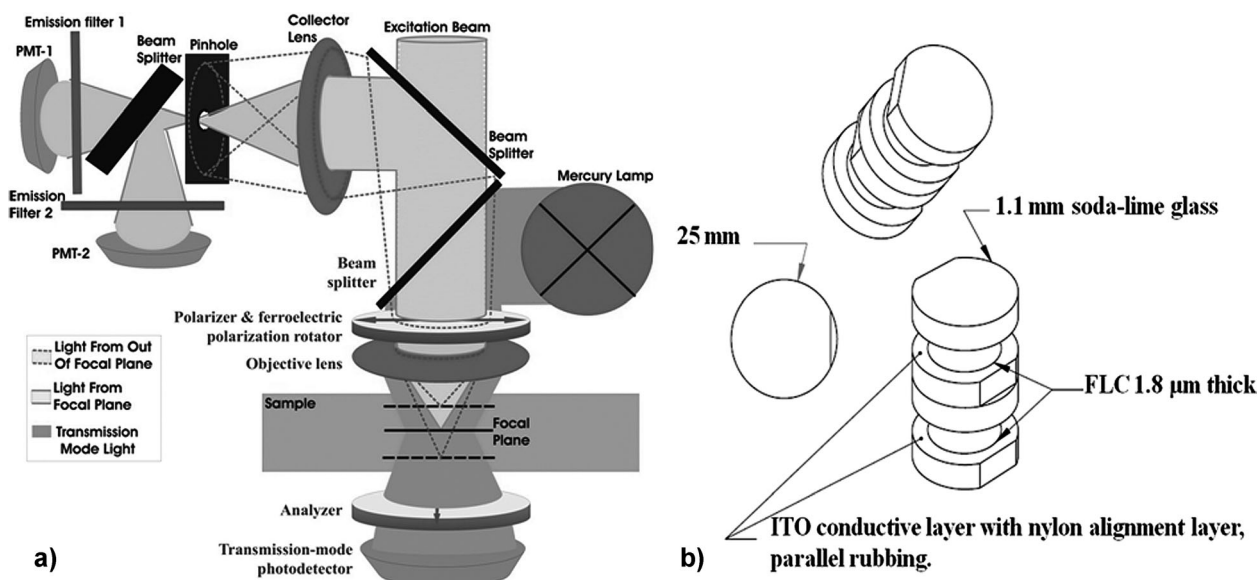 Emission filter 1
PMT-1
Beam
Splitter
Pinhole
Collector
Lens
Excitation Beam
Beam
Splitter
Mercury Lamp
Emission
Filter 2
PMT-2
Beam
splitter
Polarizer & ferroelectric
polarization rotator
Objective lens
Light From Out
Of Focal Plane
Light From
Focal Plane
Transmission
Mode Light
Sample
Focal
Plane
Analyzer
Transmission-mode
photodetector
a)
1.1 mm soda-lime glass
25 mm
FLC 1.8 µm thick
ITO conductive layer with nylon alignment layer,
parallel rubbing.
b)